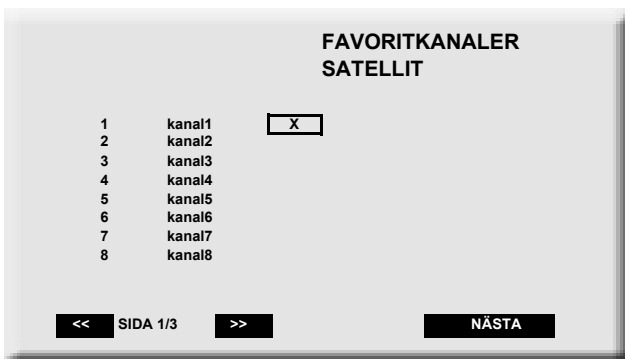 FAVORITKANALER
SATELLIT
1 kanal1 X
2 kanal2
3 kanal3
4 kanal4
5 kanal5
6 kanal6
7 kanal7
8 kanal8
<< SIDA 1/3 >> NÄSTA